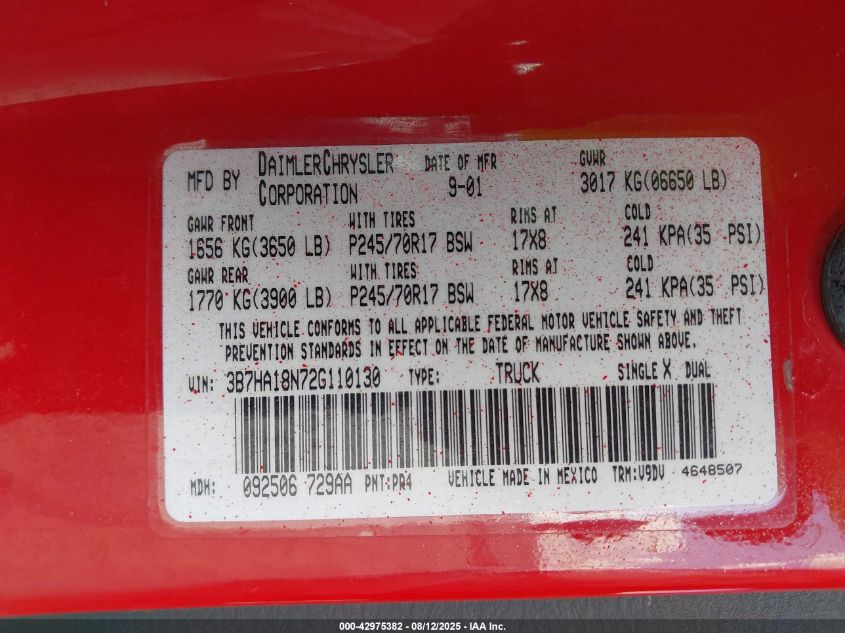 MFD BY DAIMLERCHRYSLER CORPORATION DATE OF MFR 9-01 GVWR 3017 KG(06650 LB)
GAWR FRONT WITH TIRES RIMS AT COLD
1656 KG(3650 LB) P245/70R17 BSW 17X8 241 KPA(35 PSI)
GAWR REAR WITH TIRES RIMS AT COLD
1770 KG(3900 LB) P245/70R17 BSW 17X8 241 KPA(35 PSI)
THIS VEHICLE CONFORMS TO ALL APPLICABLE FEDERAL MOTOR VEHICLE SAFETY AND THEFT
PREVENTION STANDARDS IN EFFECT ON THE DATE OF MANUFACTURE SHOWN ABOVE.
VIN: 3B7HA18N72G110130 TYPE: TRUCK SINGLE X DUAL
MDH: 092506 729AA PNT:PR4 VEHICLE MADE IN MEXICO TRM:V9DV 4648507
000-42975382 - 08/12/2025 - IAA Inc.